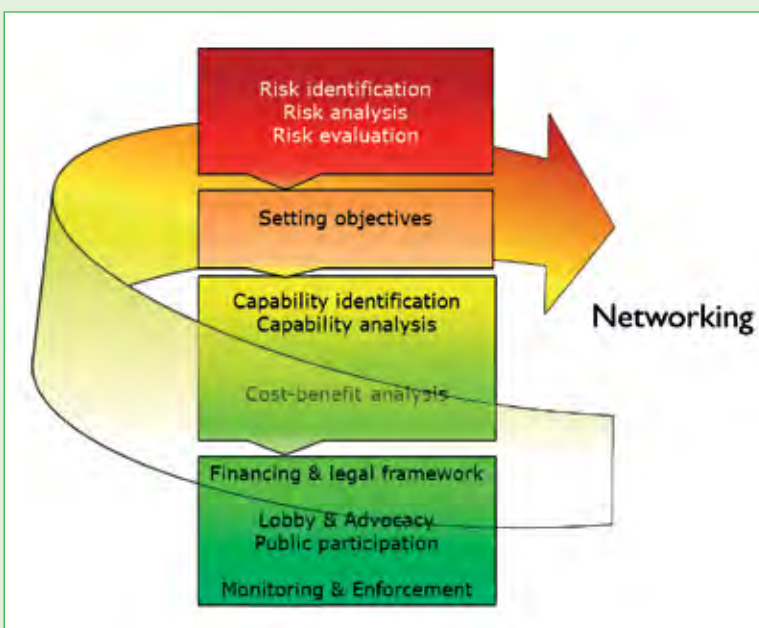 Risk identification
Risk analysis
Risk evaluation
Setting objectives
Capability identification
Capability analysis
Cost-benefit analysis
Networking
Financing & legal framework
Lobby & Advocacy
Public participation
Monitoring & Enforcement